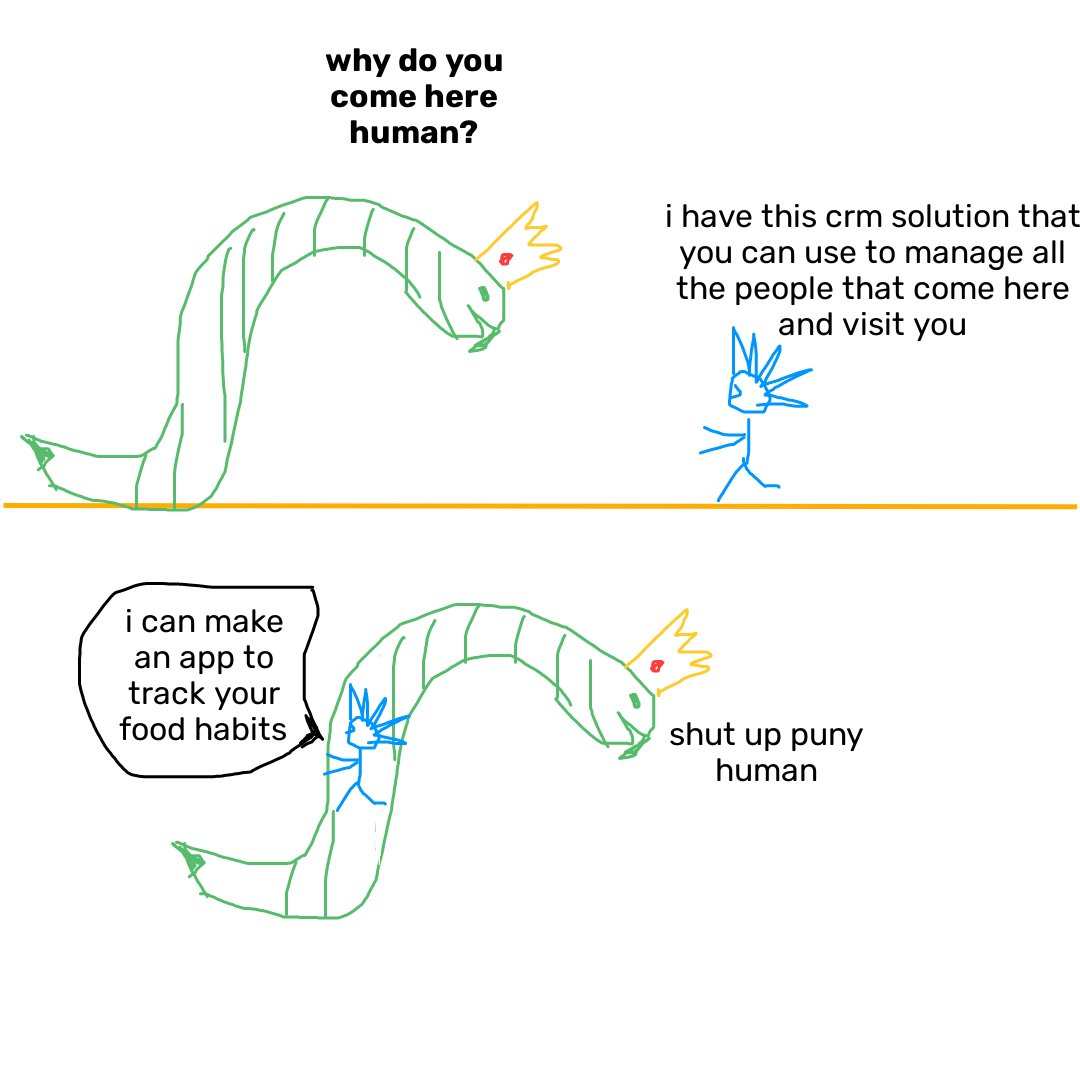 why do you
come here
human?
i have this crm solution that
you can use to manage all
the people that come here
and visit you
i can make
an app to
track your
food habits
shut up puny
human